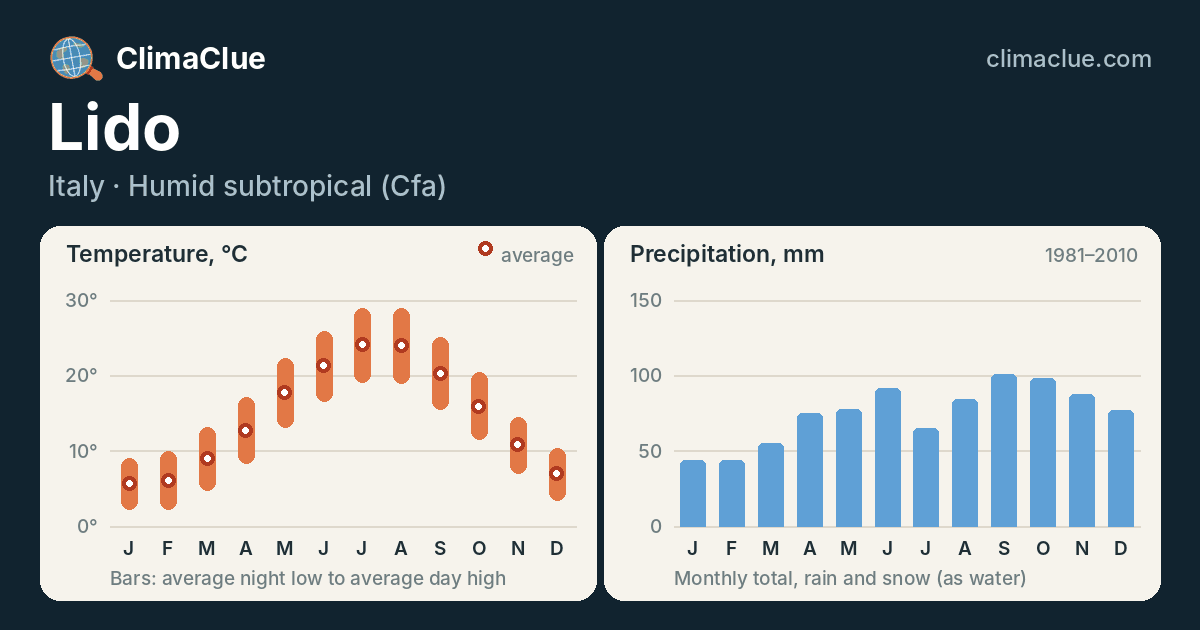 ClimaClue
climaclue.com
Lido
Italy · Humid subtropical (Cfa)
Temperature, °C
average
30°
20°
10°
0°
J F M A M J J A S O N D
Bars: average night low to average day high
Precipitation, mm
1981–2010
150
100
50
0
J F M A M J J A S O N D
Monthly total, rain and snow (as water)